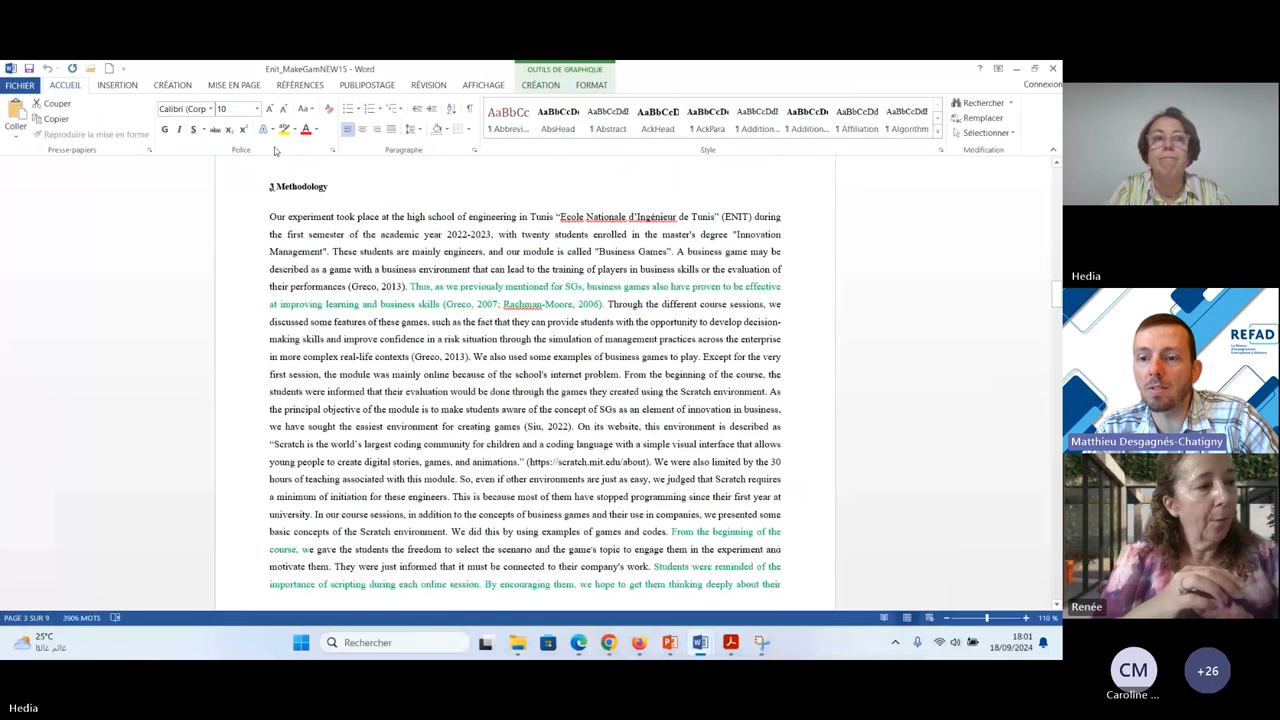 Enit_MakeGamNEW15 - Word
OUTILS DE GRAPHIQUE
Connexion
FICHIER ACCUEIL INSERTION CRÉATION MISE EN PAGE RÉFÉRENCES PUBLIPOSTAGE RÉVISION AFFICHAGE CRÉATION FORMAT
Coller
Couper
Copier
Reproduire la mise en forme
Presse-papiers
Calibri (Corp
10
Police
Paragraphe
AaBbCc AaBbCcDd AaBbCcDdI AaBbCcD AaBbCcDd AaBbCcDdI AaBbCcDd AaBbCcDdI AaBbCcDdI
¶ Abbrevi... AbsHead ¶ Abstract AckHead ¶ AckPara ¶ Addition... ¶ Addition... ¶ Affiliation ¶ Algorithm
Style
Rechercher
Remplacer
Sélectionner
Modification
3 Methodology
Our experiment took place at the high school of engineering in Tunis “Ecole Nationale d’Ingénieur de Tunis” (ENIT) during
the first semester of the academic year 2022-2023, with twenty students enrolled in the master's degree "Innovation
Management". These students are mainly engineers, and our module is called "Business Games”. A business game may be
described as a game with a business environment that can lead to the training of players in business skills or the evaluation of
their performances (Greco, 2013). Thus, as we previously mentioned for SGs, business games also have proven to be effective
at improving learning and business skills (Greco, 2007; Rachman-Moore, 2006). Through the different course sessions, we
discussed some features of these games, such as the fact that they can provide students with the opportunity to develop decision-
making skills and improve confidence in a risk situation through the simulation of management practices across the enterprise
in more complex real-life contexts (Greco, 2013). We also used some examples of business games to play. Except for the very
first session, the module was mainly online because of the school's internet problem. From the beginning of the course, the
students were informed that their evaluation would be done through the games they created using the Scratch environment. As
the principal objective of the module is to make students aware of the concept of SGs as an element of innovation in business,
we have sought the easiest environment for creating games (Siu, 2022). On its website, this environment is described as
“Scratch is the world’s largest coding community for children and a coding language with a simple visual interface that allows
young people to create digital stories, games, and animations.” (https://scratch.mit.edu/about). We were also limited by the 30
hours of teaching associated with this module. So, even if other environments are just as easy, we judged that Scratch requires
a minimum of initiation for these engineers. This is because most of them have stopped programming since their first year at
university. In our course sessions, in addition to the concepts of business games and their use in companies, we presented some
basic concepts of the Scratch environment. We did this by using examples of games and codes. From the beginning of the
course, we gave the students the freedom to select the scenario and the game's topic to engage them in the experiment and
motivate them. They were just informed that it must be connected to their company's work. Students were reminded of the
importance of scripting during each online session. By encouraging them, we hope to get them thinking deeply about their
PAGE 3 SUR 9 3906 MOTS
110 %
25°C
غائم غالبًا
Rechercher
18:01
18/09/2024
Hedia
REFAD
Matthieu Desgagnés-Chatigny
Renée
CM
Caroline ...
+26
Hedia